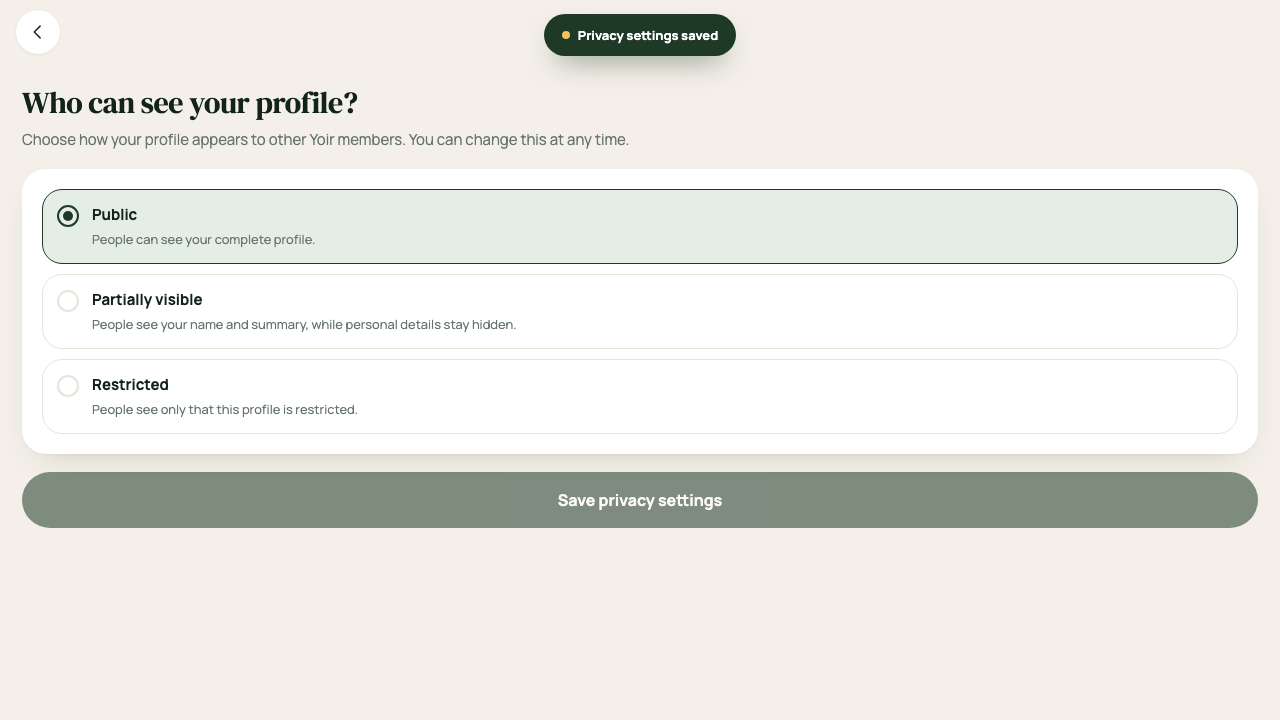 Privacy settings saved
Who can see your profile?
Choose how your profile appears to other Yoir members. You can change this at any time.
Public
People can see your complete profile.
Partially visible
People see your name and summary, while personal details stay hidden.
Restricted
People see only that this profile is restricted.
Save privacy settings